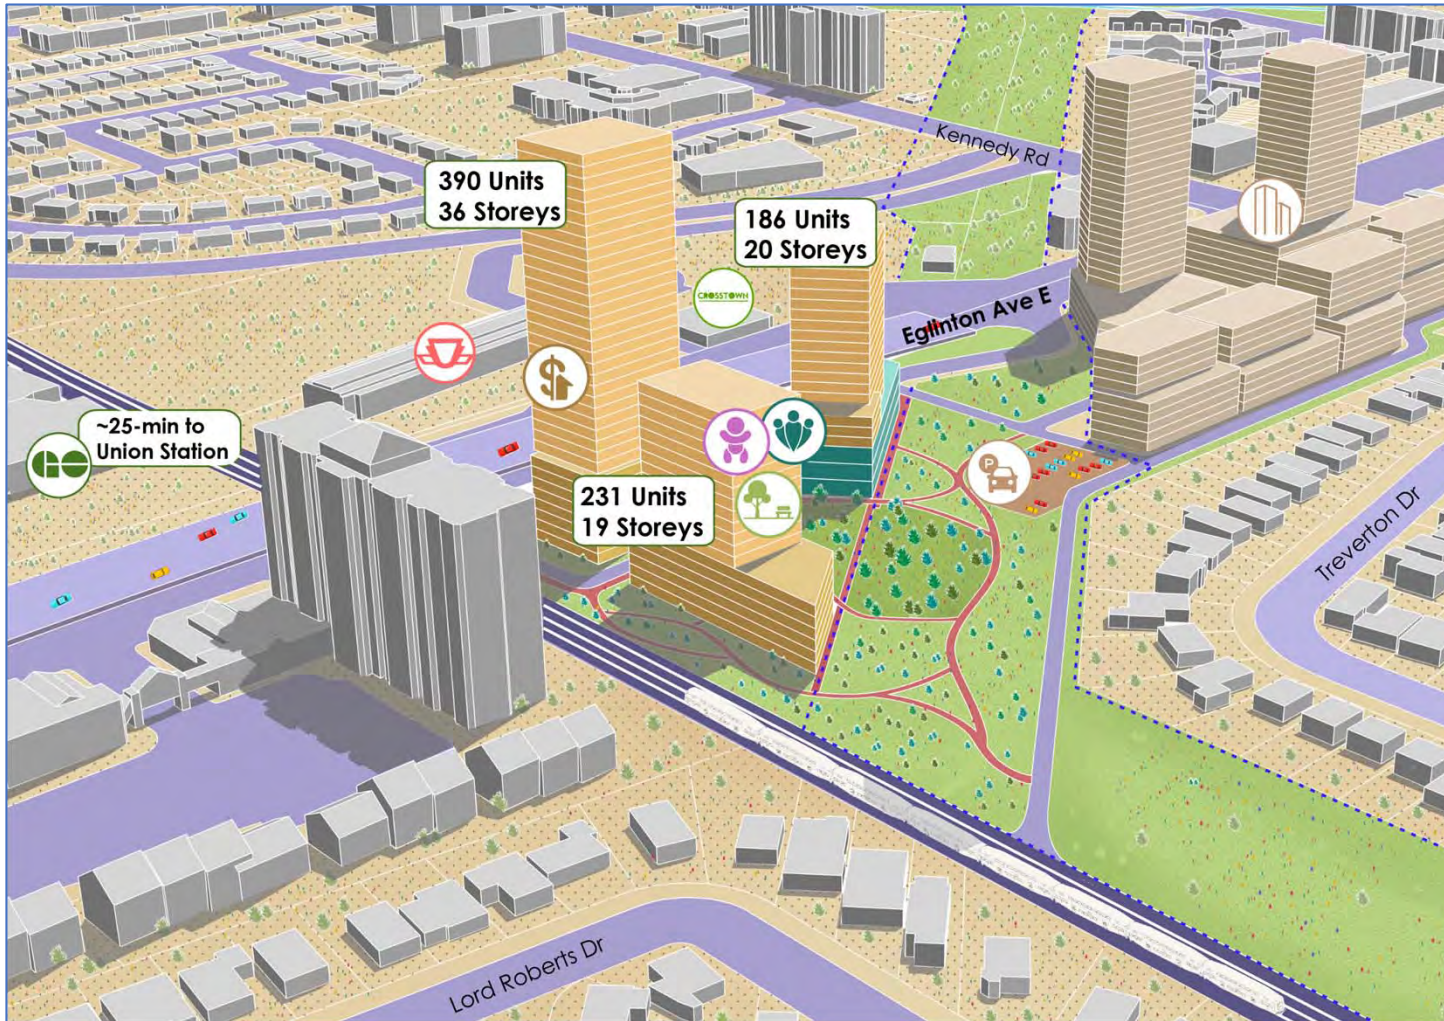 Kennedy Rd
390 Units
36 Storeys
186 Units
20 Storeys
CROSSTOWN
Eglinton Ave E
$
~25-min to
Union Station
GO
231 Units
19 Storeys
P
Treverton Dr
Lord Roberts Dr